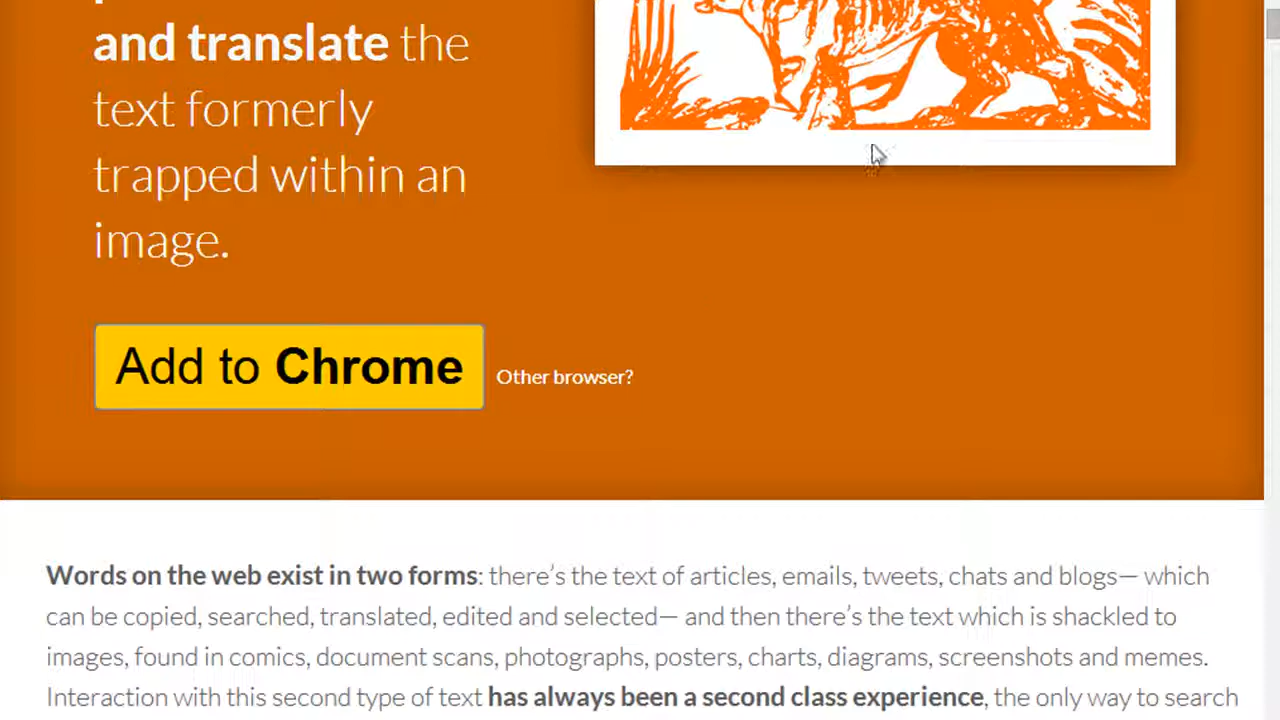 and translate the
text formerly
trapped within an
image.
Add to Chrome
Other browser?
Words on the web exist in two forms: there’s the text of articles, emails, tweets, chats and blogs— which
can be copied, searched, translated, edited and selected— and then there’s the text which is shackled to
images, found in comics, document scans, photographs, posters, charts, diagrams, screenshots and memes.
Interaction with this second type of text has always been a second class experience, the only way to search